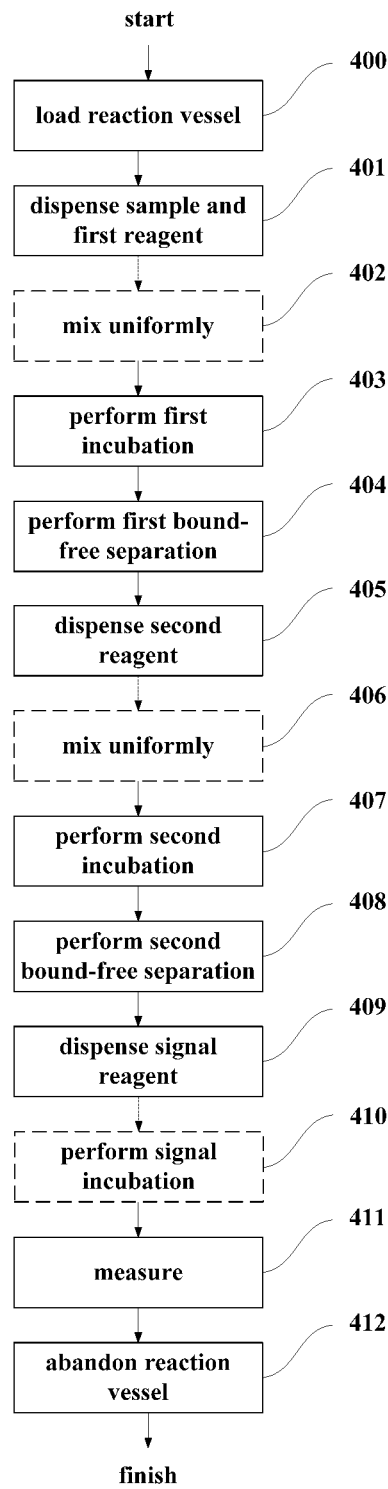 start
400
load reaction vessel
401
dispense sample and
first reagent
402
mix uniformly
403
perform first
incubation
404
perform first bound-
free separation
405
dispense second
reagent
406
mix uniformly
407
perform second
incubation
408
perform second
bound-free separation
409
dispense signal
reagent
410
perform signal
incubation
411
measure
412
abandon reaction
vessel
finish